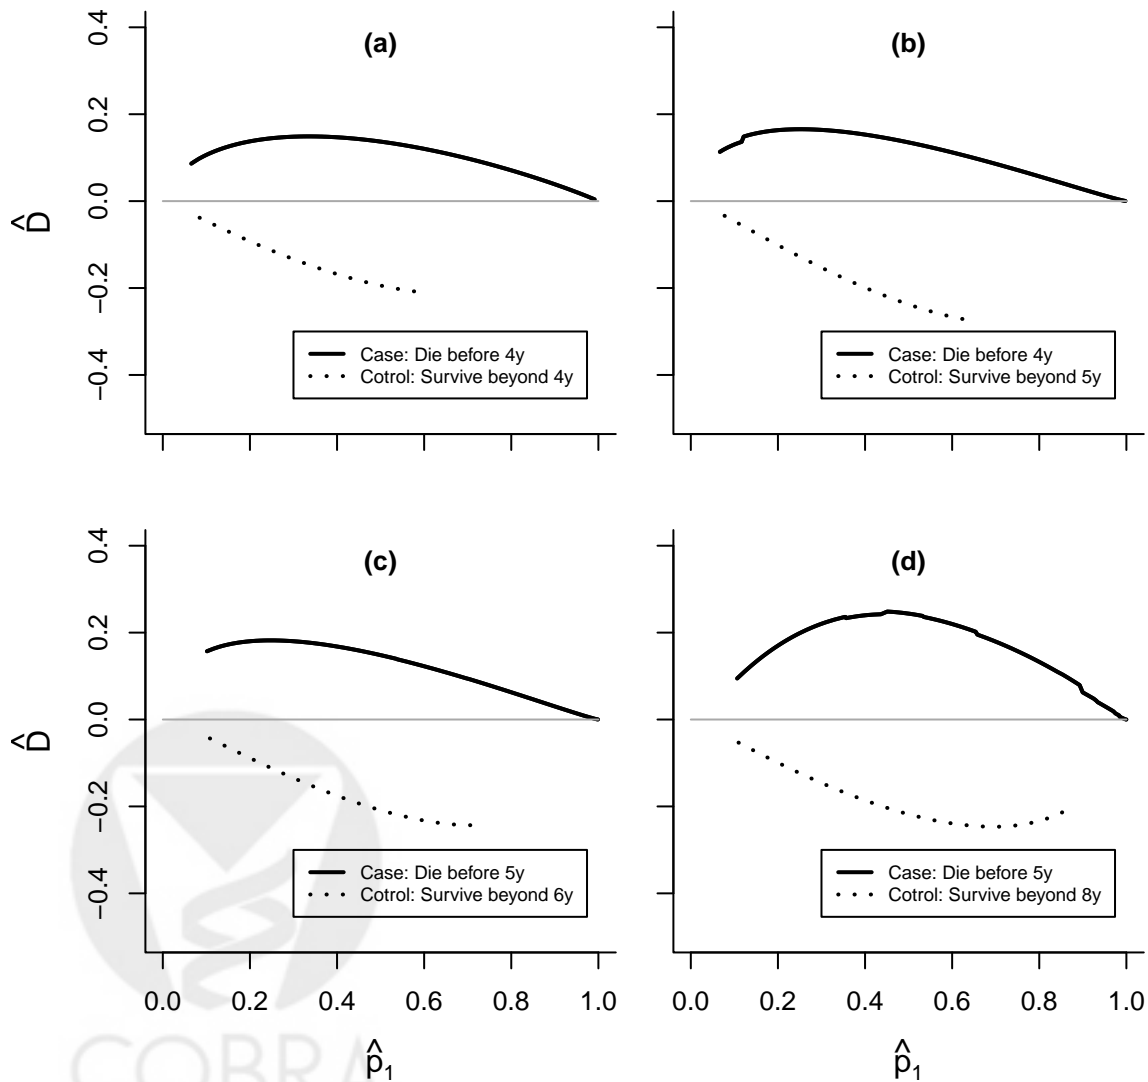 (a)
(b)
0.4
0.2
0.0
−0.2
−0.4
D̂
Case: Die before 4y
Cotrol: Survive beyond 4y
Case: Die before 4y
Cotrol: Survive beyond 5y
(c)
(d)
0.4
0.2
0.0
−0.2
−0.4
D̂
Case: Die before 5y
Cotrol: Survive beyond 6y
Case: Die before 5y
Cotrol: Survive beyond 8y
0.0 0.2 0.4 0.6 0.8 1.0
0.0 0.2 0.4 0.6 0.8 1.0
p̂₁
p̂₁
COBRA